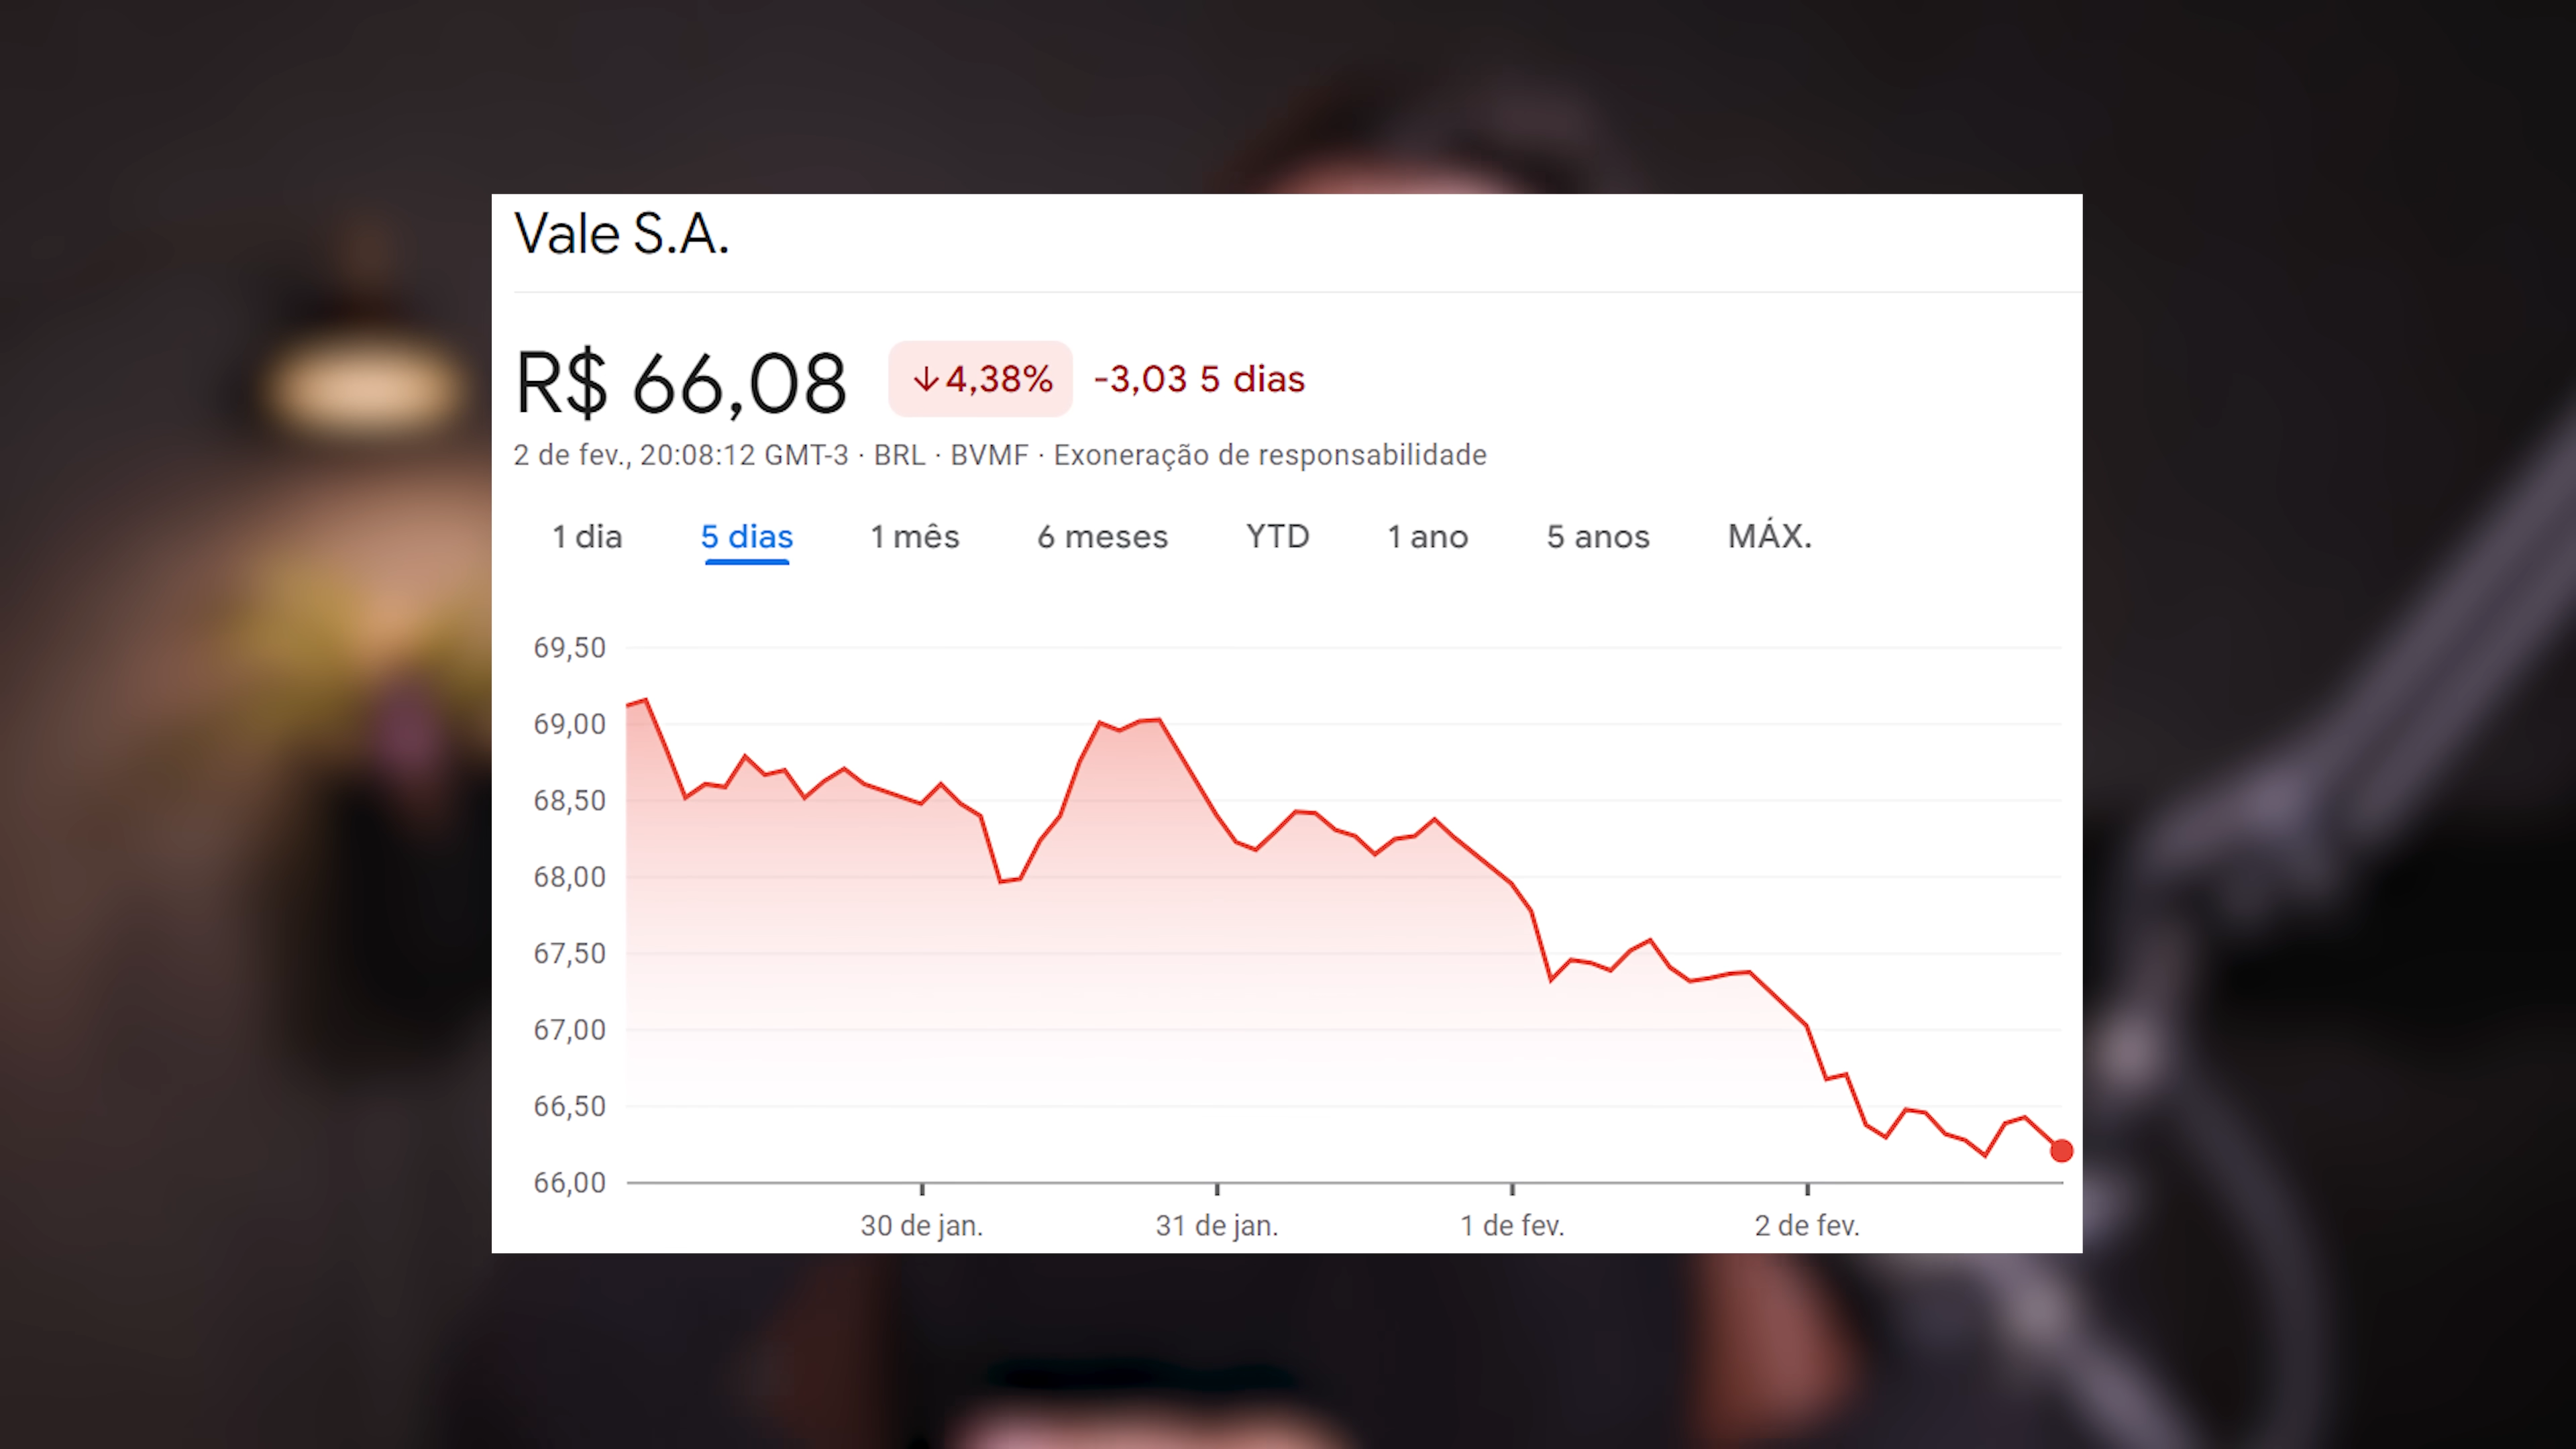 Vale S.A.
R$ 66,08 ↓4,38% -3,03 5 dias
2 de fev., 20:08:12 GMT-3 · BRL · BVMF · Exoneração de responsabilidade
1 dia 5 dias 1 mês 6 meses YTD 1 ano 5 anos MÁX.
69,50
69,00
68,50
68,00
67,50
67,00
66,50
66,00
30 de jan. 31 de jan. 1 de fev. 2 de fev.